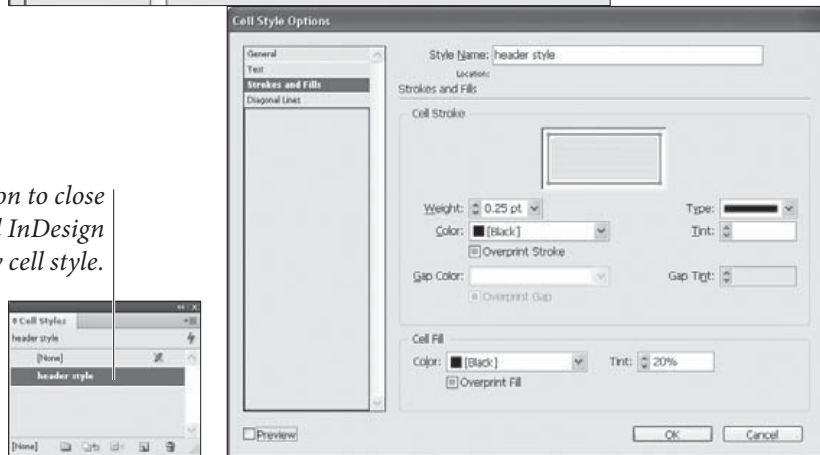 Cell Style Options
General
Text
Strokes and Fills
Diagonal Lines
Style Name: header style
Location:
Strokes and Fills
Cell Stroke
Weight: 0.25 pt
Type:
Color: [Black]
Tint:
Overprint Stroke
Gap Color:
Gap Tint:
Overprint Gap
Cell Fill
Color: [Black]
Tint: 20%
Overprint Fill
Preview
OK
Cancel
on to close
InDesign
cell style.
Cell Styles
header style
[None]
header style
[None]